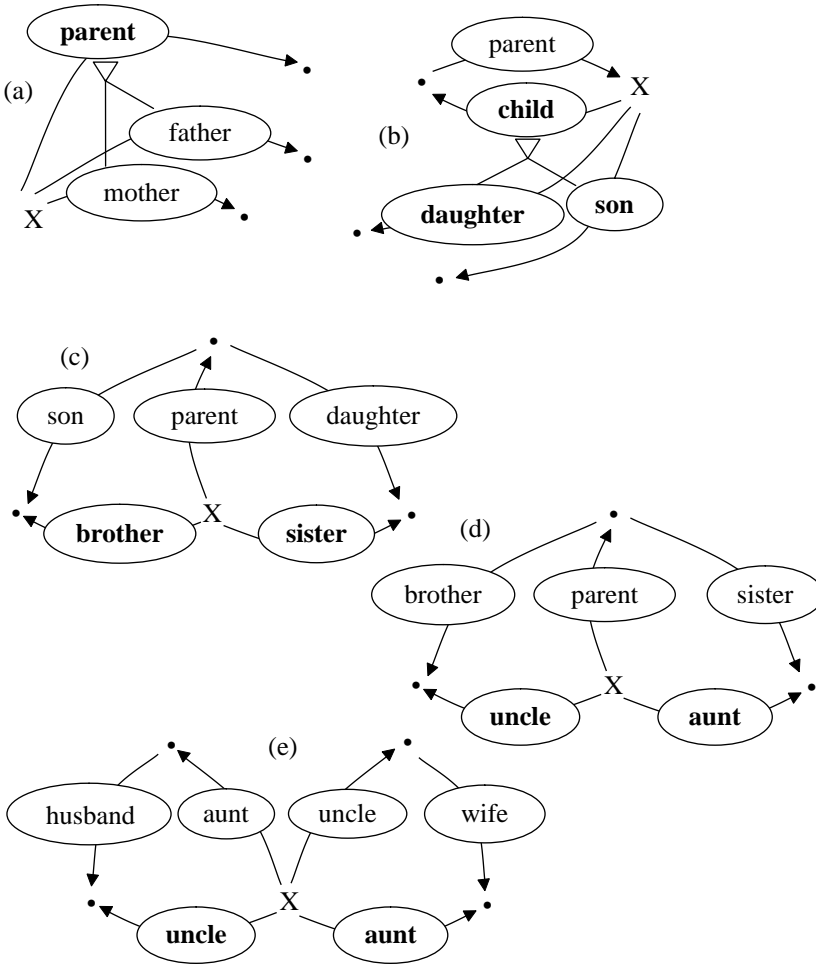 parent
(a)
father
mother
X
parent
X
child
(b)
daughter
son
(c)
son
parent
daughter
brother
X
sister
(d)
brother
parent
sister
uncle
X
aunt
(e)
husband
aunt
uncle
wife
X
uncle
aunt